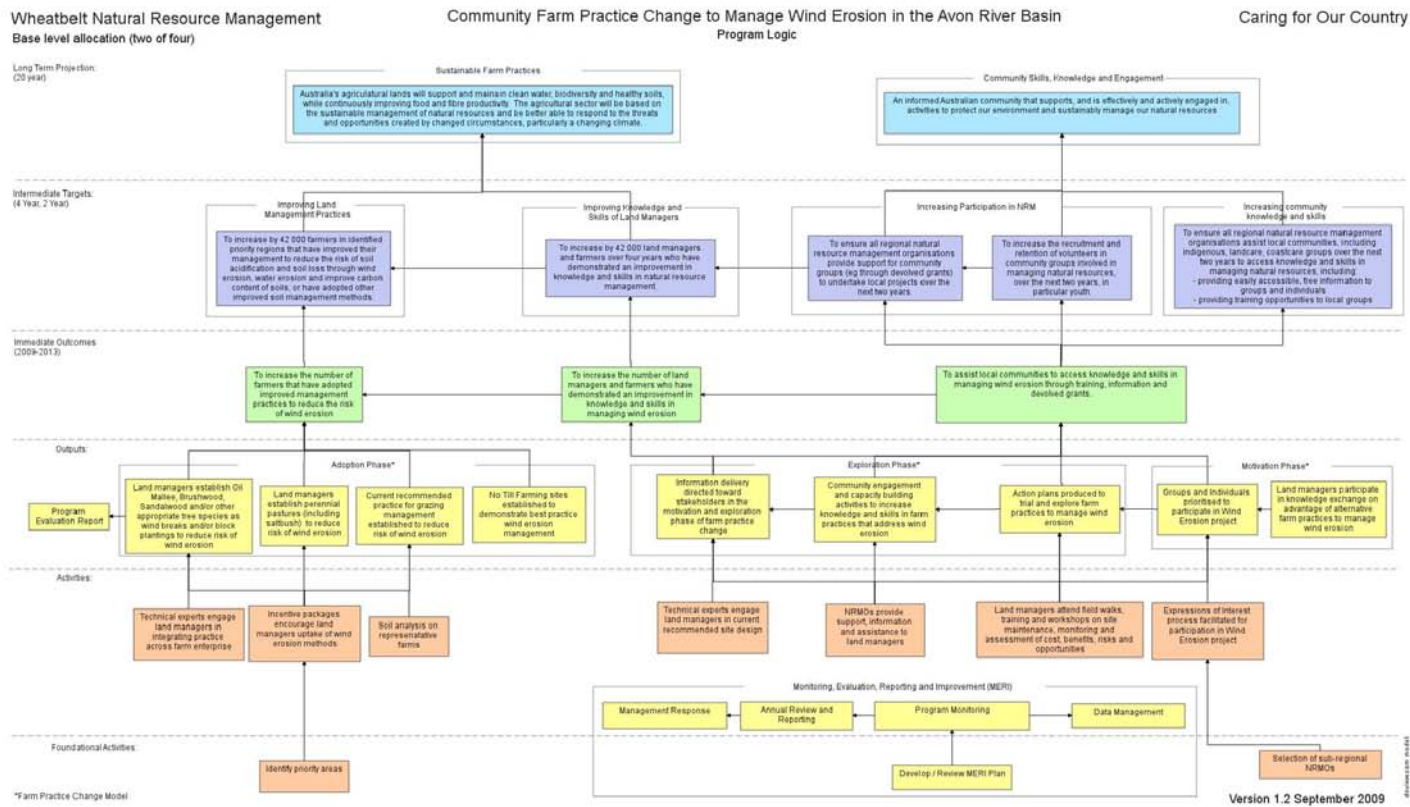 Wheatbelt Natural Resource Management
Community Farm Practice Change to Manage Wind Erosion in the Avon River Basin
Caring for Our Country
Base level allocation (two of four)
Program Logic
Long Term Projection:
(20 year)
Sustainable Farm Practices
Australia's agriculatural lands will support and maintain clean water, biodiversity and healthy soils,
while continuously improving food and fibre productivity. The agricultural sector will be based on
the sustainable management of natural resources and be better able to respond to the threats
and opportunities created by changed circumstances, particularly a changing climate.
Community Skills, Knowledge and Engagement
An informed Australian community that supports, and is effectively and actively engaged in,
activities to protect our environment and sustainably manage our natural resources
Intermediate Targets:
(4 Year, 2 Year)
Improving Land
Management Practices
To increase by 42 000 farmers in identified
priority regions that have improved their
management to reduce the risk of soil
acidification and soil loss through wind
erosion, water erosion and improve carbon
content of soils, or have adopted other
improved soil management methods.
Improving Knowledge and
Skills of Land Managers
To increase by 42 000 land managers
and farmers over four years who have
demonstrated an improvement in
knowledge and skills in natural resource
management
Increasing Participation in NRM
To ensure all regional natural
resource management organisations
provide support for community
groups (eg through devolved grants)
to undertake local projects over the
next two years.
To increase the recruitment and
retention of volunteers in
community groups involved in
managing natural resources,
over the next two years, in
particular youth.
Increasing community
knowledge and skills
To ensure all regional natural resource management
organisations assist local communities, including
indigenous, landcare, coastcare groups over the next
two years to access knowledge and skills in
managing natural resources, including:
- providing easily accessible, free information to
groups and individuals
- providing training opportunities to local groups
Immediate Outcomes
(2009-2013)
To increase the number of
farmers that have adopted
improved management
practices to reduce the risk
of wind erosion
To increase the number of land
managers and farmers who have
demonstrated an improvement in
knowledge and skills in
managing wind erosion
To assist local communities to access knowledge and skills in
managing wind erosion through training, information and
devolved grants.
Outputs:
Adoption Phase*
Program
Evaluation Report
Land managers establish Oil
Mallee, Brushwood,
Sandalwood and/or other
appropriate tree species as
wind breaks and/or block
plantings to reduce risk of
wind erosion
Land managers
establish perennial
pastures (including
saltbush) to reduce
risk of wind erosion
Current recommended
practice for grazing
management
established to reduce
risk of wind erosion
No Till Farming sites
established to
demonstrate best practice
wind erosion
management
Exploration Phase*
Information delivery
directed toward
stakeholders in the
motivation and exploration
phase of farm practice
change
Community engagement
and capacity building
activities to increase
knowledge and skills in farm
practices that address wind
erosion
Action plans produced to
trial and explore farm
practices to manage wind
erosion
Motivation Phase*
Groups and Individuals
prioritised to
participate in Wind
Erosion project
Land managers participate
in knowledge exchange on
advantage of alternative
farm practices to manage
wind erosion
Activities:
Technical experts engage
land managers in
integrating practice
across farm enterprise
Incentive packages
encourage land
managers uptake of wind
erosion methods
Soil analysis on
represenatative
farms
Technical experts engage
land managers in current
recommended site design
NRMOs provide
support, information
and assistance to
land managers
Land managers attend field walks,
training and workshops on site
maintenance, monitoring and
assessment of cost, benefits, risks and
opportunities
Expressions of interest
process facilitated for
participation in Wind
Erosion project
Monitoring, Evaluation, Reporting and Improvement (MERI)
Management Response
Annual Review and
Reporting
Program Monitoring
Data Management
Foundational Activities:
Identify priority areas
Develop / Review MERI Plan
Selection of sub-regional
NRMOs
*Farm Practice Change Model
Version 1.2 September 2009